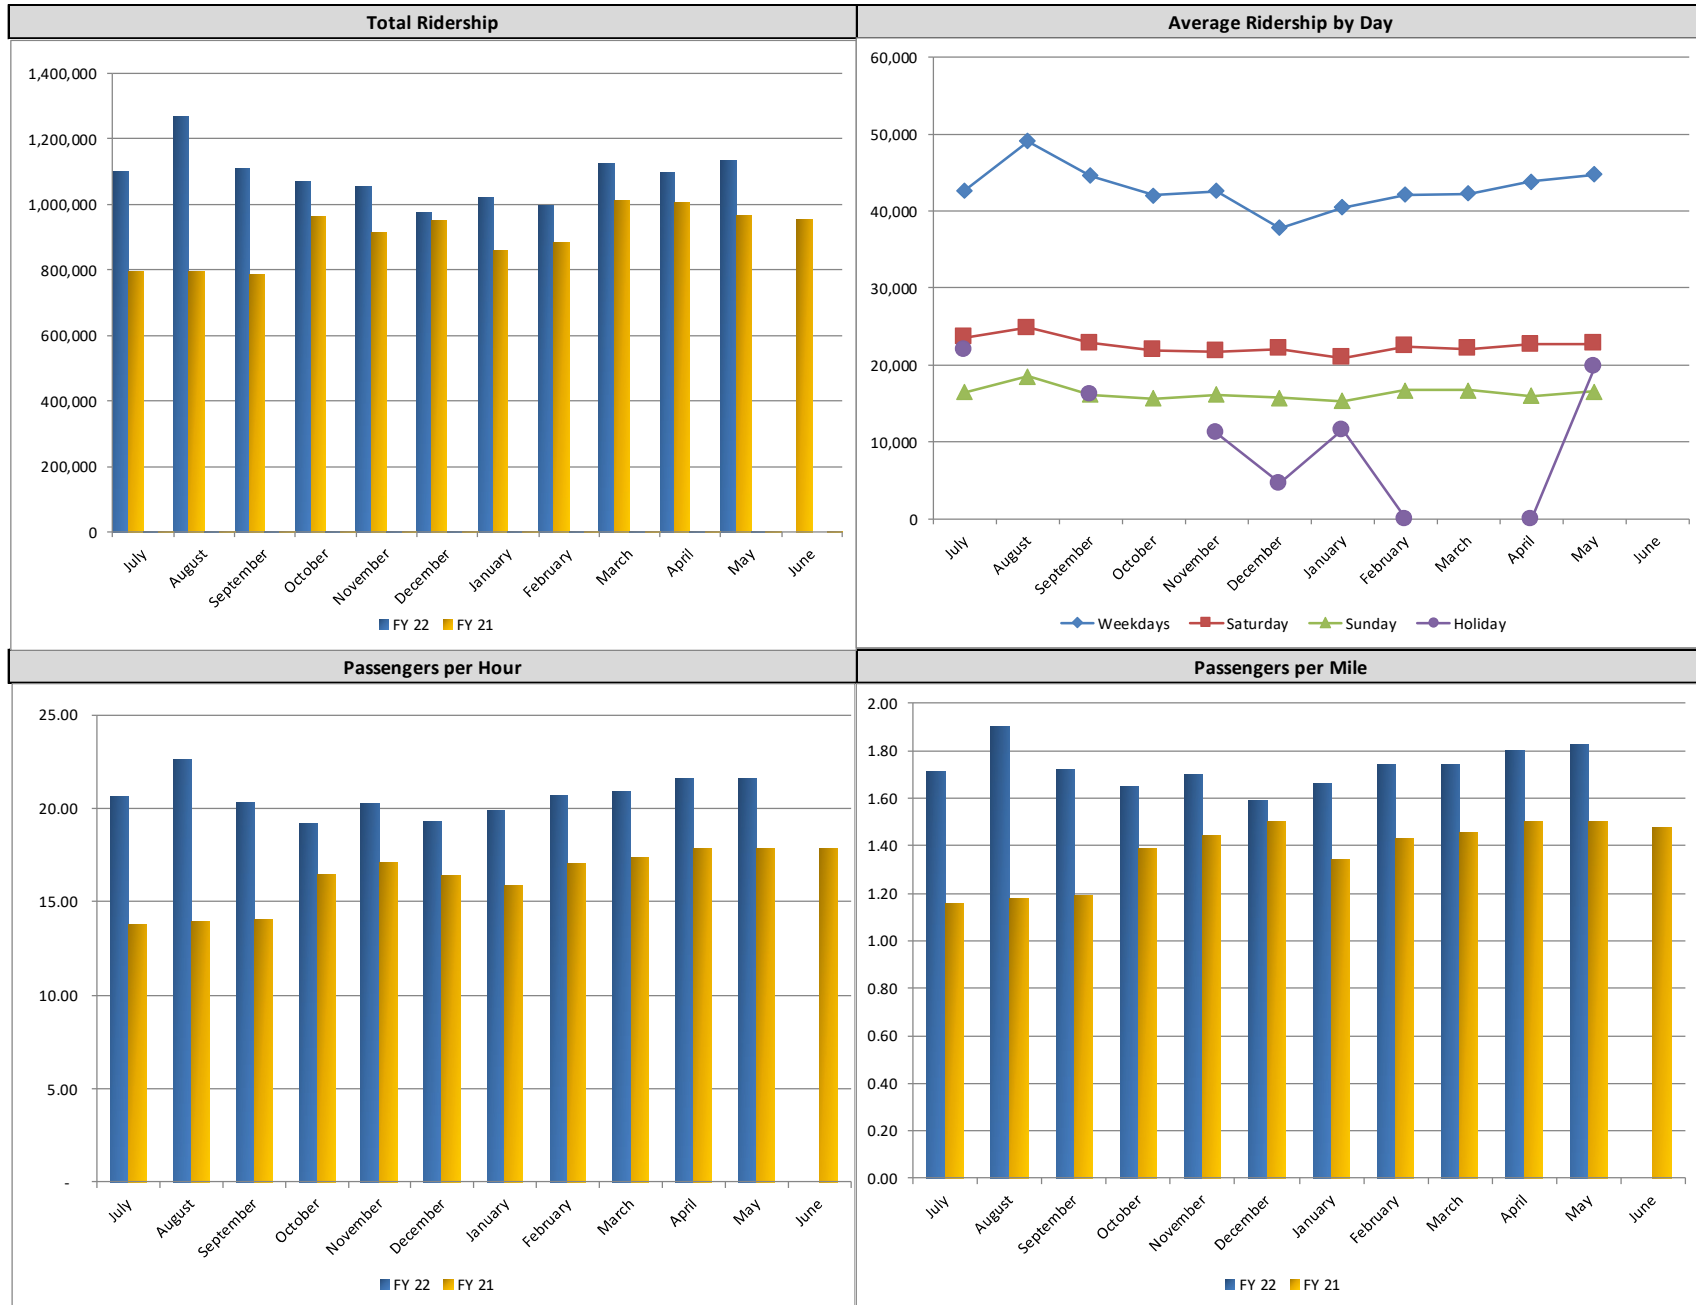 Total Ridership
1,400,000
1,200,000
1,000,000
800,000
600,000
400,000
200,000
0
July August September October November December January February March April May June
FY 22 FY 21
Average Ridership by Day
60,000
50,000
40,000
30,000
20,000
10,000
0
July August September October November December January February March April May June
Weekdays Saturday Sunday Holiday
Passengers per Hour
25.00
20.00
15.00
10.00
5.00
-
July August September October November December January February March April May June
FY 22 FY 21
Passengers per Mile
2.00
1.80
1.60
1.40
1.20
1.00
0.80
0.60
0.40
0.20
0.00
July August September October November December January February March April May June
FY 22 FY 21